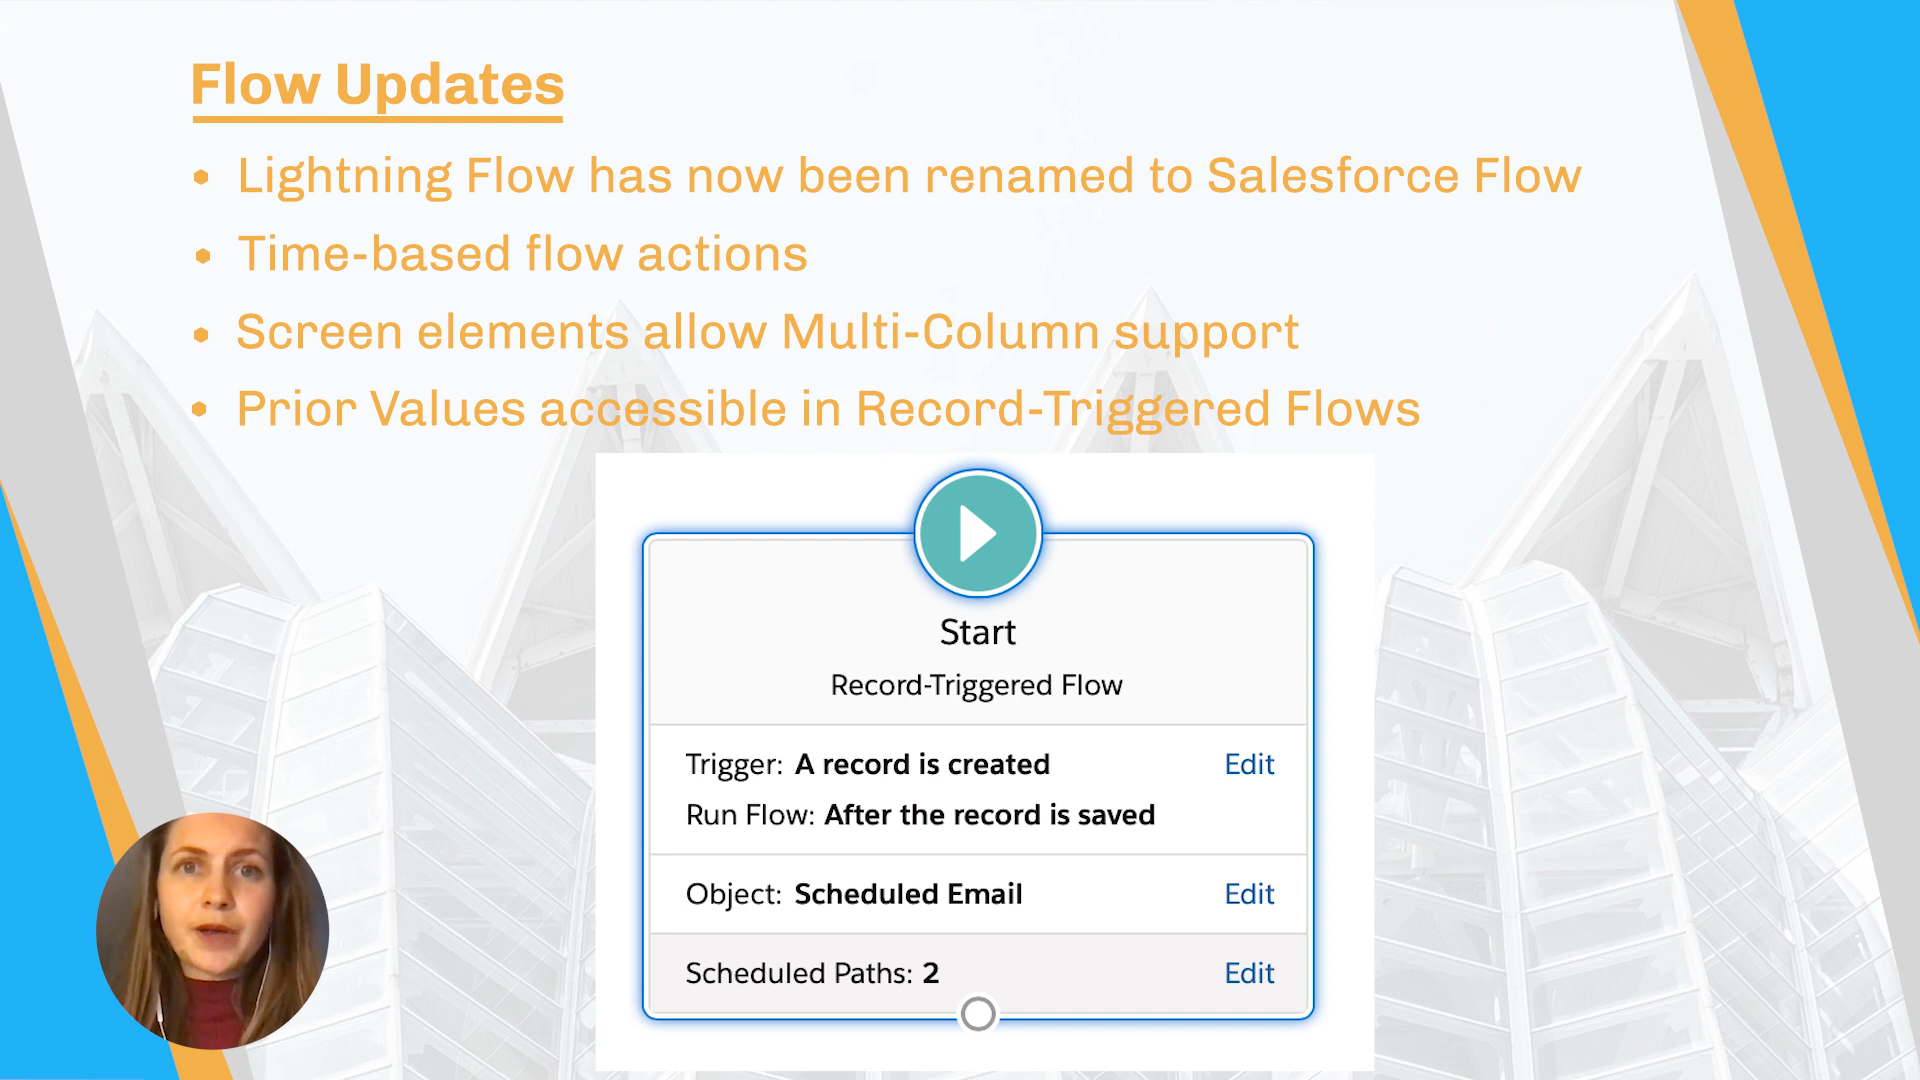 Flow Updates
• Lightning Flow has now been renamed to Salesforce Flow
• Time-based flow actions
• Screen elements allow Multi-Column support
• Prior Values accessible in Record-Triggered Flows
Start
Record-Triggered Flow
Trigger: A record is created Edit
Run Flow: After the record is saved
Object: Scheduled Email Edit
Scheduled Paths: 2 Edit